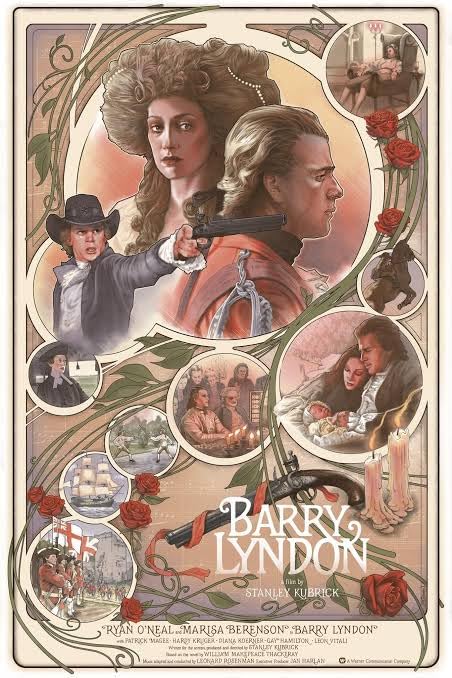 BARRY
LYNDON
a film by
STANLEY KUBRICK
RYAN O'NEAL and MARISA BERENSON in BARRY LYNDON
with PATRICK MAGEE · HARDY KRUGER · DIANA KOERNER · GAY HAMILTON · LEON VITALI
Written for the screen, produced and directed by STANLEY KUBRICK
Based on the novel by WILLIAM MAKEPEACE THACKERAY
Music adapted and conducted by LEONARD ROSENMAN Executive Producer JAN HARLAN A Warner Communications Company